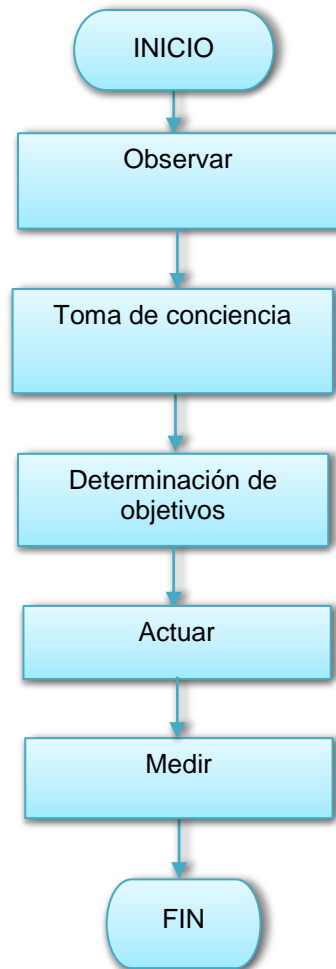 INICIO
Observar
Toma de conciencia
Determinación de
objetivos
Actuar
Medir
FIN